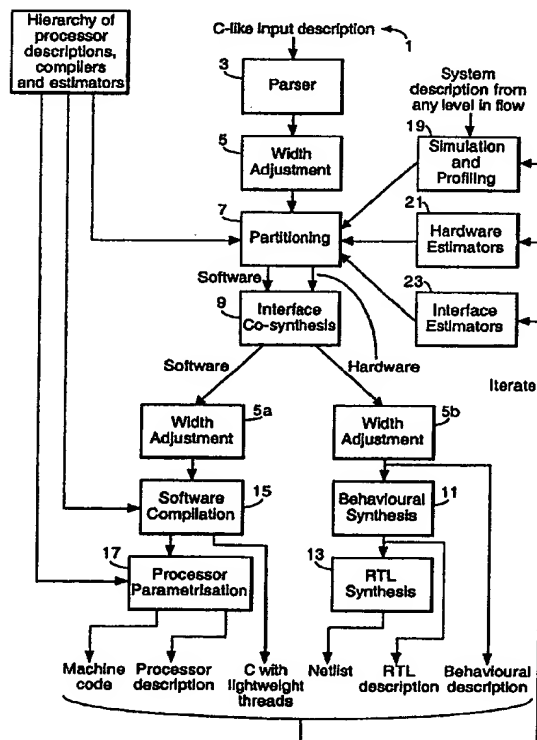 Hierarchy of
processor
descriptions,
compilers
and estimators
C-like input description
1
3
Parser
System
description from
any level in flow
5
Width
Adjustment
19
Simulation
and
Profiling
7
Partitioning
21
Hardware
Estimators
Software
9
Interface
Co-synthesis
23
Interface
Estimators
Software
Hardware
Iterate
Width
Adjustment
5a
Width
Adjustment
5b
Software
Compilation
15
Behavioural
Synthesis
11
17
Processor
Parametrisation
13
RTL
Synthesis
Machine
code
Processor
description
C with
lightweight
threads
Netlist
RTL
description
Behavioural
description